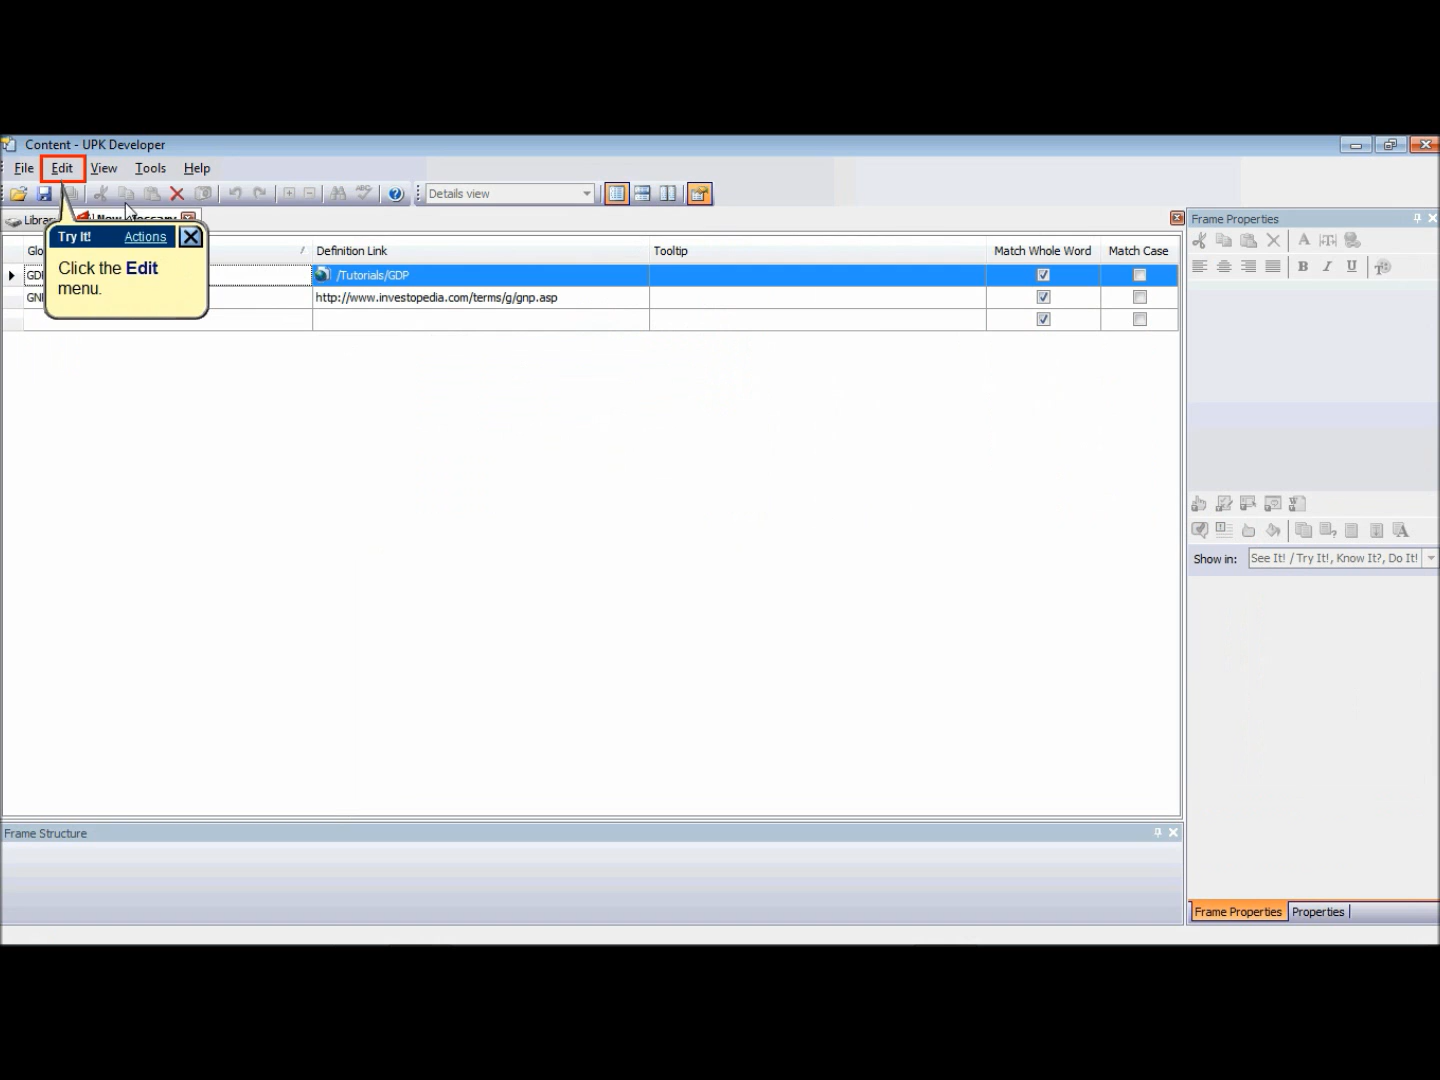 Content - UPK Developer
File Edit View Tools Help
Details view
Frame Properties
Try It! Actions
Click the Edit
menu.
Definition Link Tooltip Match Whole Word Match Case
/Tutorials/GDP
http://www.investopedia.com/terms/g/gnp.asp
Show in: See It! / Try It!, Know It?, Do It!
Frame Structure
Frame Properties Properties